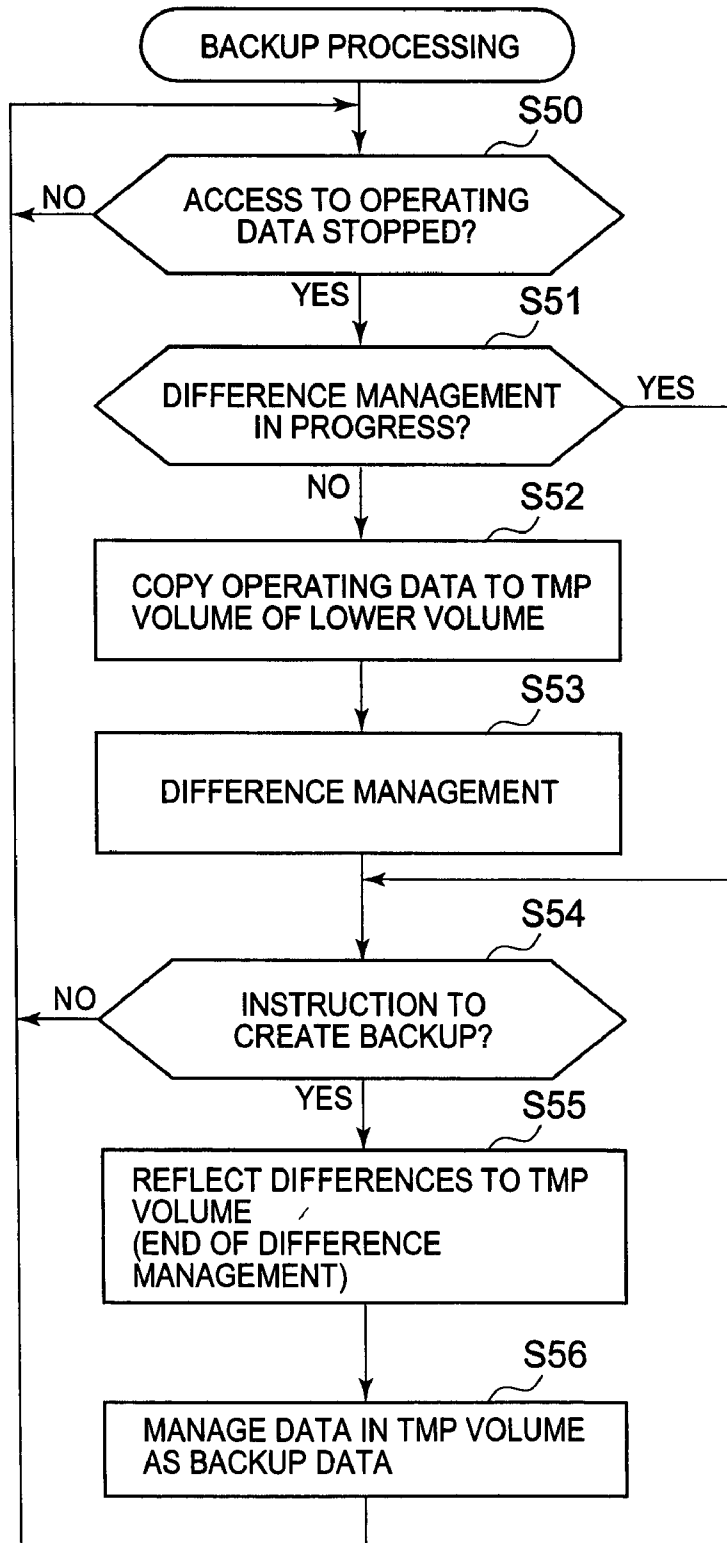 BACKUP PROCESSING
S50
NO
ACCESS TO OPERATING
DATA STOPPED?
YES
S51
DIFFERENCE MANAGEMENT
IN PROGRESS?
YES
NO
S52
COPY OPERATING DATA TO TMP
VOLUME OF LOWER VOLUME
S53
DIFFERENCE MANAGEMENT
S54
NO
INSTRUCTION TO
CREATE BACKUP?
YES
S55
REFLECT DIFFERENCES TO TMP
VOLUME
(END OF DIFFERENCE
MANAGEMENT)
S56
MANAGE DATA IN TMP VOLUME
AS BACKUP DATA